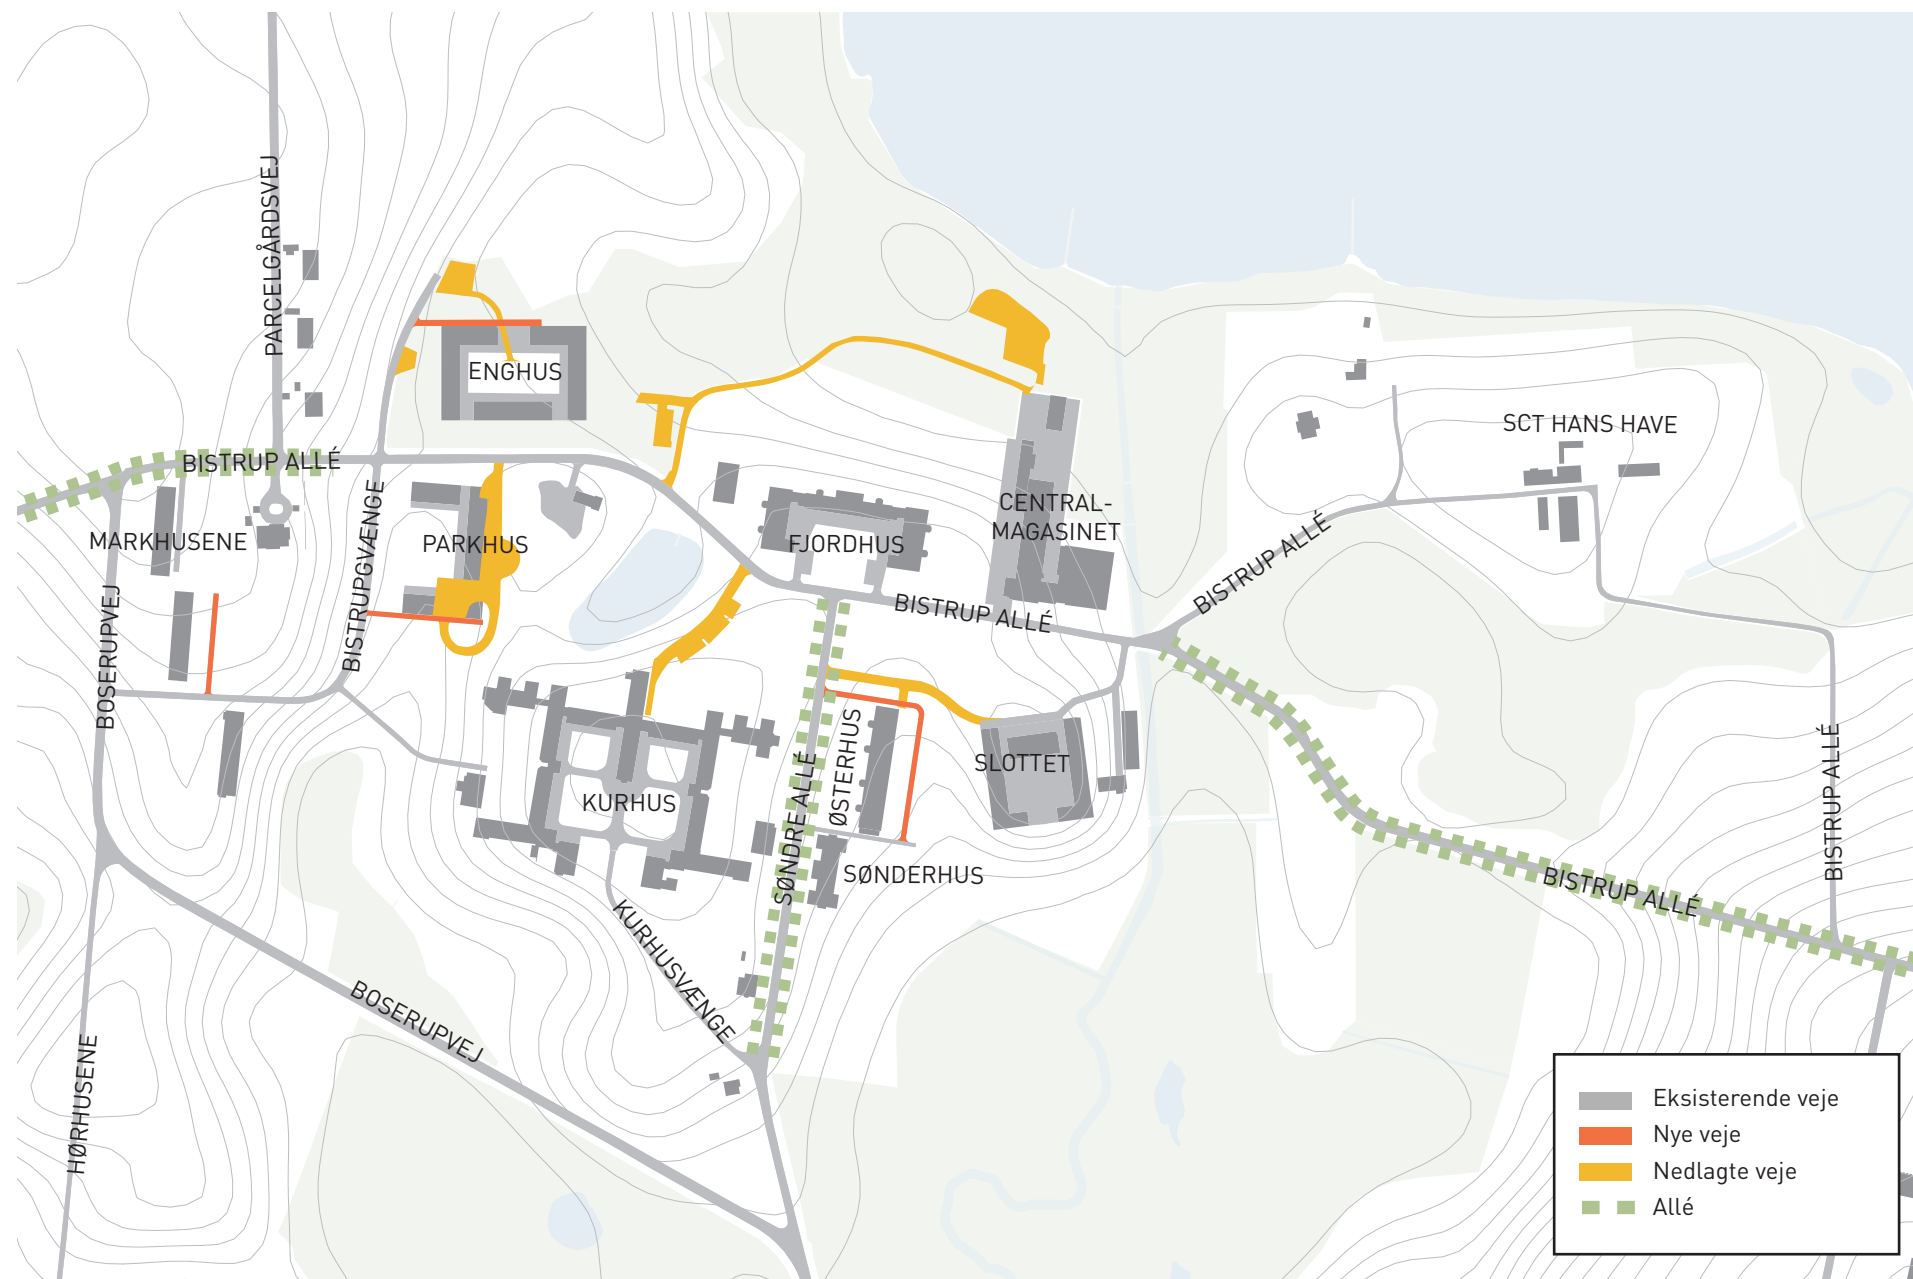 PARCELGÅRDSVEJ
ENGHUS
SCT HANS HAVE
BISTRUP ALLÉ
CENTRAL-
MAGASINET
MARKHUSENE
BISTRUPGVÆNGE
PARKHUS
FJORDHUS
BISTRUP ALLÉ
BISTRUP ALLÉ
BOSERUPVEJ
SLOTTET
ØSTERHUS
KURHUS
SØNDRE ALLÉ
SØNDERHUS
BISTRUP ALLÉ
BISTRUP ALLÉ
KURHUSVÆNGE
BOSERUPVEJ
HØRHUSENE
Eksisterende veje
Nye veje
Nedlagte veje
Allé